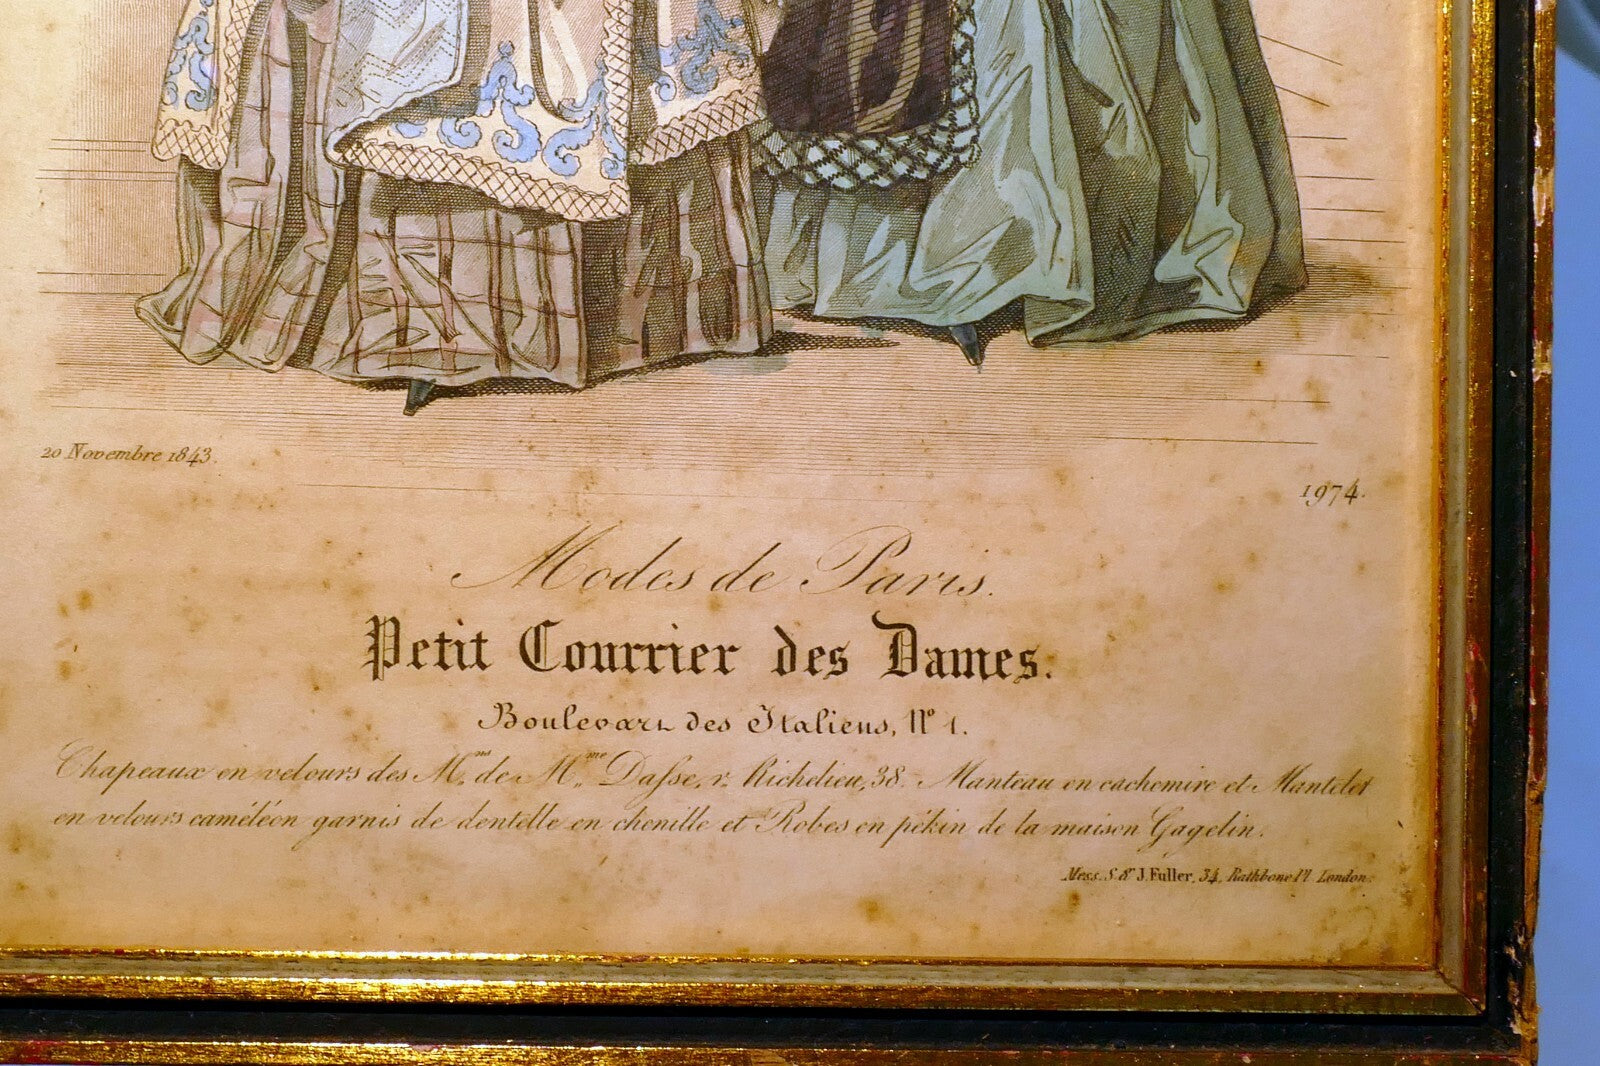 20 Novembre 1843.
1974.
Modes de Paris.
Petit Courrier des Dames.
Boulevart des Italiens, Nº 1.
Chapeaux en velours des M.ns de M.me Dasse, r. Richelieu, 38. Manteau en cachemire et Mantelet
en velours caméléon garnis de dentelle en chenille et Robes en pékin de la maison Gagelin.
Mess. S. & J. Fuller, 34, Rathbone Pl. London.